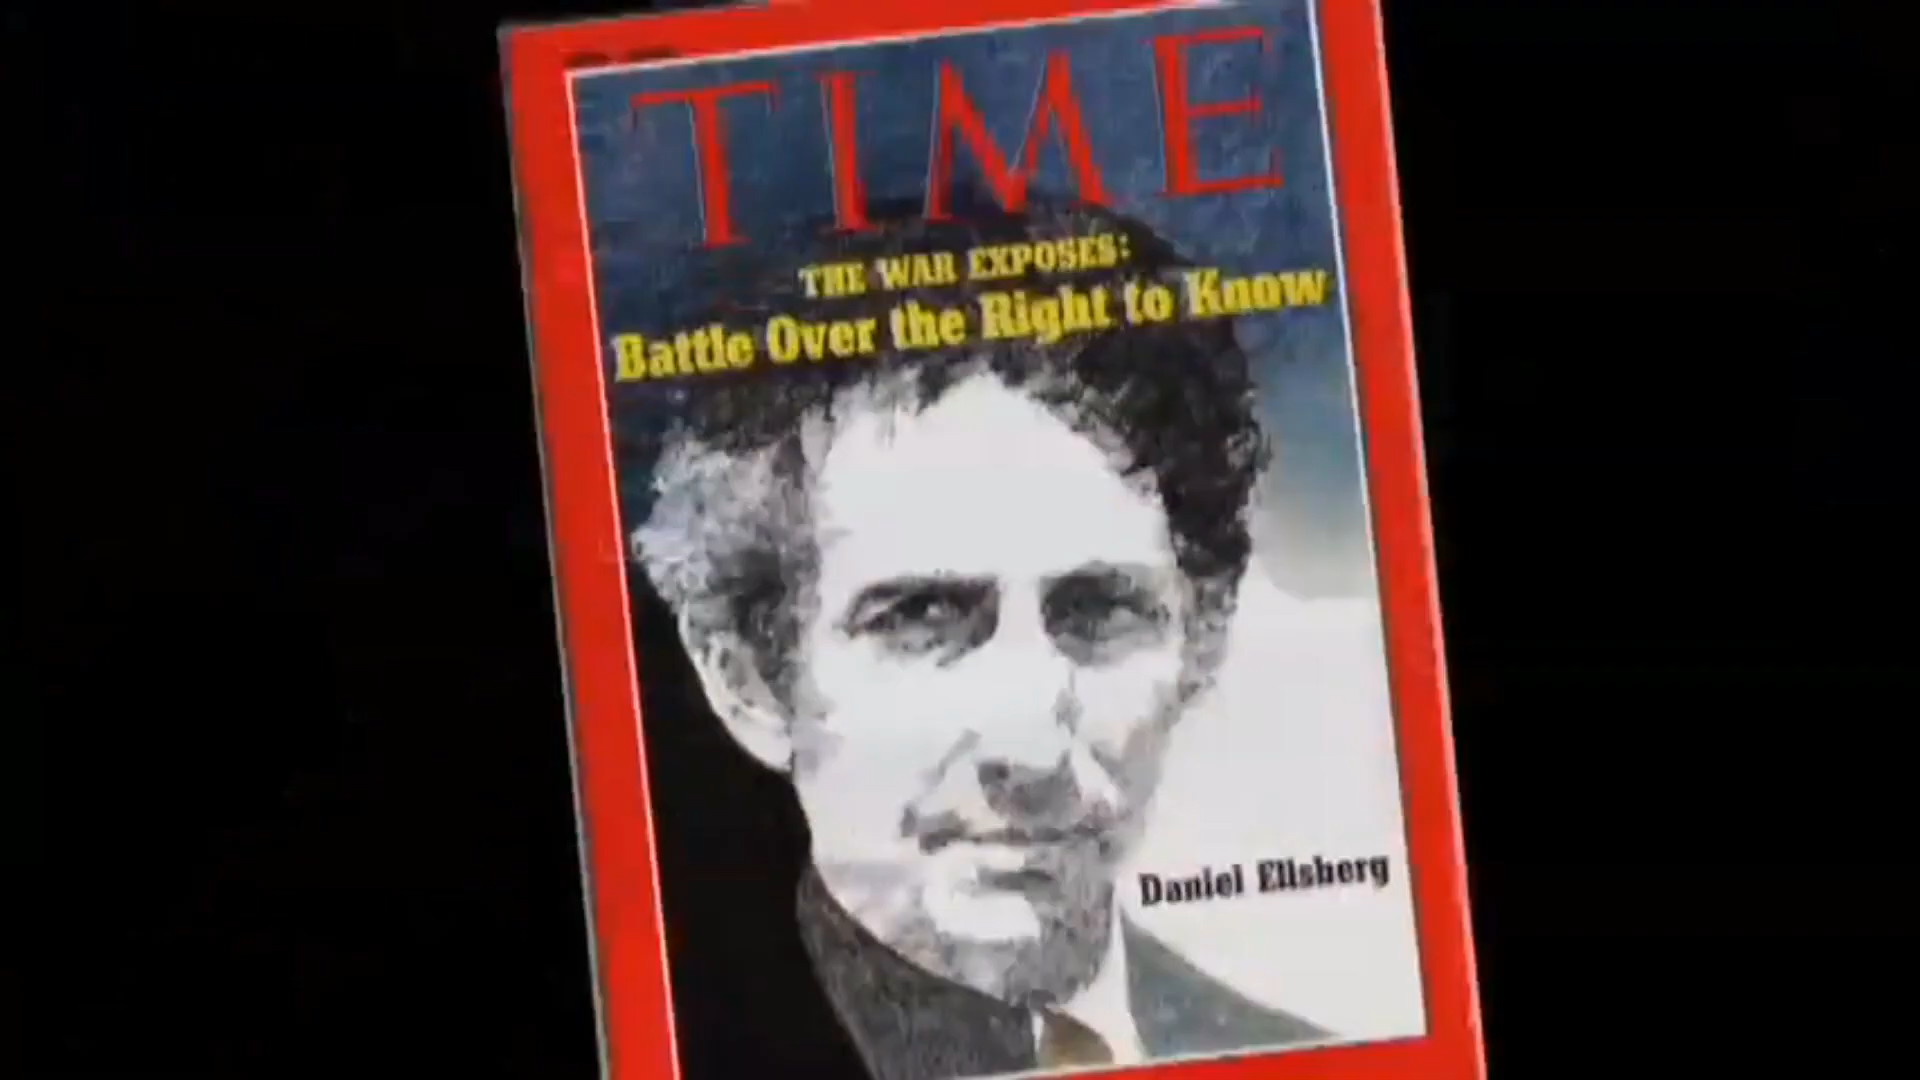 TIME
THE WAR EXPOSES:
Battle Over the Right to Know
Daniel Ellsberg